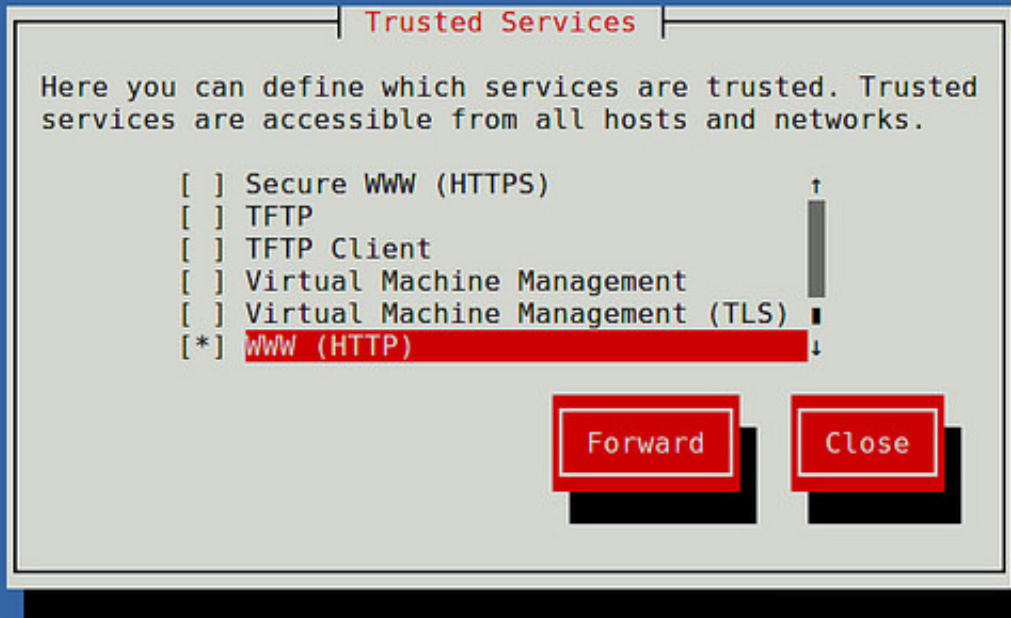 Trusted Services
Here you can define which services are trusted. Trusted
services are accessible from all hosts and networks.
[ ] Secure WWW (HTTPS) ↑
[ ] TFTP
[ ] TFTP Client
[ ] Virtual Machine Management
[ ] Virtual Machine Management (TLS)
[*] WWW (HTTP) ↓
Forward Close